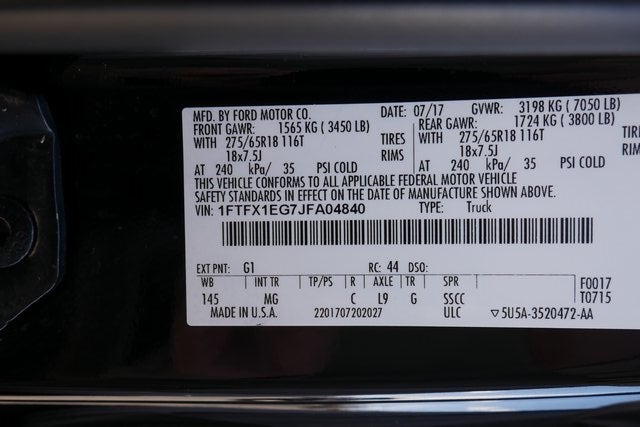 MFD. BY FORD MOTOR CO. DATE: 07/17 GVWR: 3198 KG ( 7050 LB)
FRONT GAWR: 1565 KG ( 3450 LB) REAR GAWR: 1724 KG ( 3800 LB)
WITH 275/65R18 116T TIRES WITH 275/65R18 116T TIRES
18x7.5J RIMS 18x7.5J RIMS
AT 240 kPa/ 35 PSI COLD AT 240 kPa/ 35 PSI COLD
THIS VEHICLE CONFORMS TO ALL APPLICABLE FEDERAL MOTOR VEHICLE
SAFETY STANDARDS IN EFFECT ON THE DATE OF MANUFACTURE SHOWN ABOVE.
VIN: 1FTFX1EG7JFA04840 TYPE: Truck
EXT PNT: G1 RC: 44 DSO:
WB INT TR TP/PS R AXLE TR SPR F0017
145 MG C L9 G SSCC T0715
MADE IN U.S.A. 2201707202027 ULC ▽5U5A-3520472-AA